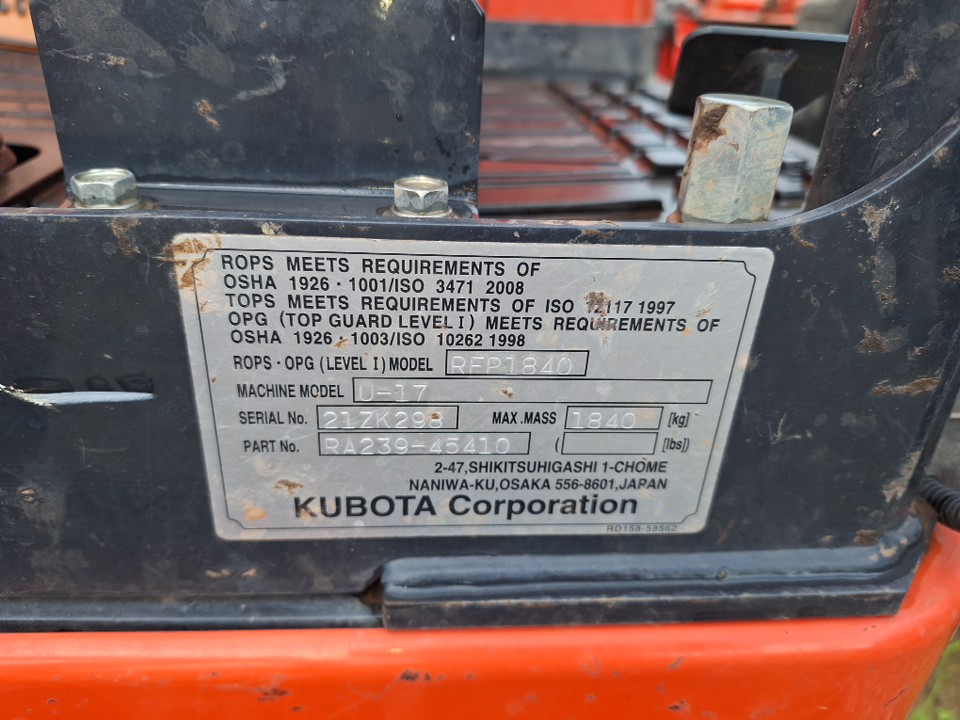 ROPS MEETS REQUIREMENTS OF
OSHA 1926・1001/ISO 3471 2008
TOPS MEETS REQUIREMENTS OF ISO 12117 1997
OPG (TOP GUARD LEVEL I) MEETS REQUIREMENTS OF
OSHA 1926・1003/ISO 10262 1998
ROPS・OPG (LEVEL I) MODEL RFP1840
MACHINE MODEL U-17
SERIAL No. 21ZK298 MAX.MASS 1840 [kg]
PART No. RA239-45410 ( [lbs])
2-47,SHIKITSUHIGASHI 1-CHOME
NANIWA-KU,OSAKA 556-8601,JAPAN
KUBOTA Corporation
RD158-58562